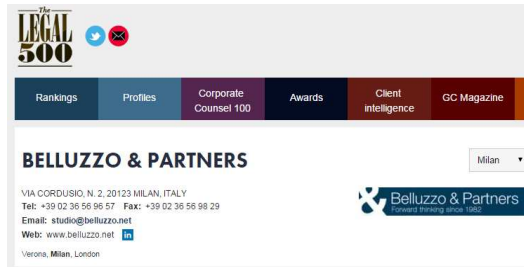 The
LEGAL
500
Rankings
Profiles
Corporate
Counsel 100
Awards
Client
intelligence
GC Magazine
BELLUZZO & PARTNERS
Milan
VIA CORDUSIO, N. 2, 20123 MILAN, ITALY
Tel: +39 02 36 56 96 57 Fax: +39 02 36 56 98 29
Email: studio@belluzzo.net
Web: www.belluzzo.net in
Belluzzo & Partners
Forward thinking since 1982
Verona, Milan, London